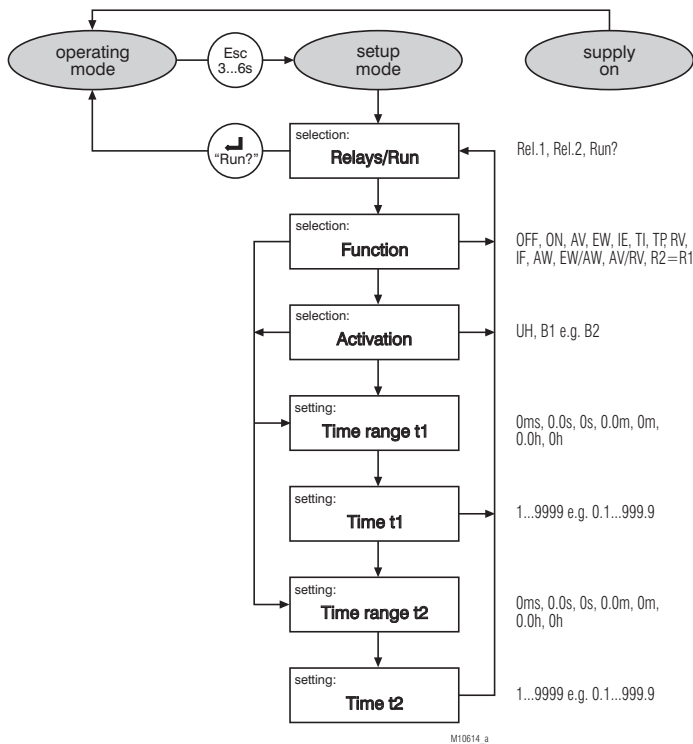 operating
mode
Esc
3...6s
setup
mode
supply
on
"Run?"
selection:
Relays/Run
Rel.1, Rel.2, Run?
selection:
Function
OFF, ON, AV, EW, IE, TI, TP, RV,
IF, AW, EW/AW, AV/RV, R2=R1
selection:
Activation
UH, B1 e.g. B2
setting:
Time range t1
0ms, 0.0s, 0s, 0.0m, 0m,
0.0h, 0h
setting:
Time t1
1...9999 e.g. 0.1...999.9
setting:
Time range t2
0ms, 0.0s, 0s, 0.0m, 0m,
0.0h, 0h
setting:
Time t2
1...9999 e.g. 0.1...999.9
M10614_a